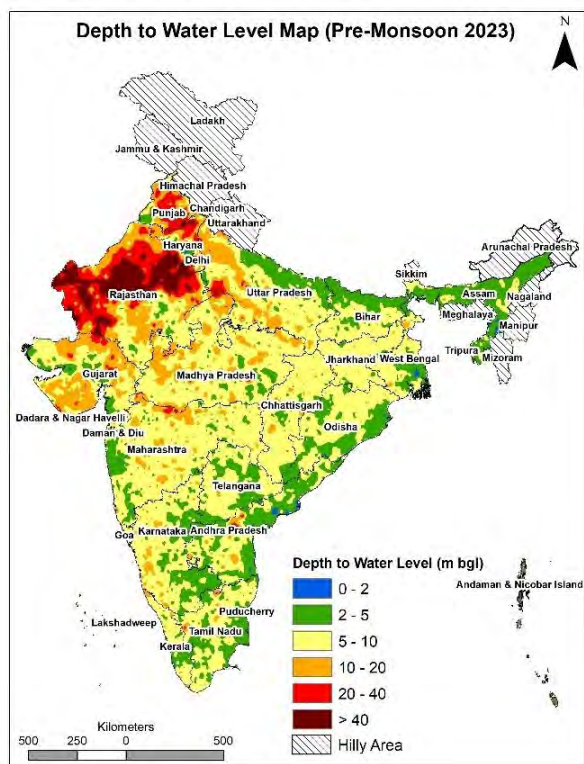 Depth to Water Level Map (Pre-Monsoon 2023)
N
Ladakh
Jammu & Kashmir
Himachal Pradesh
Punjab
Chandigarh
Uttarakhand
Haryana
Delhi
Arunachal Pradesh
Sikkim
Rajasthan
Uttar Pradesh
Assam
Nagaland
Bihar
Meghalaya
Manipur
Jharkhand
West Bengal
Tripura
Mizoram
Gujarat
Madhya Pradesh
Chhattisgarh
Dadara & Nagar Havelli
Daman & Diu
Odisha
Maharashtra
Telangana
Goa
Karnataka
Andhra Pradesh
Depth to Water Level (m bgl)
0 - 2
2 - 5
5 - 10
10 - 20
20 - 40
> 40
Hilly Area
Andaman & Nicobar Island
Puducherry
Lakshadweep
Tamil Nadu
Kerala
Kilometers
500 250 0 500